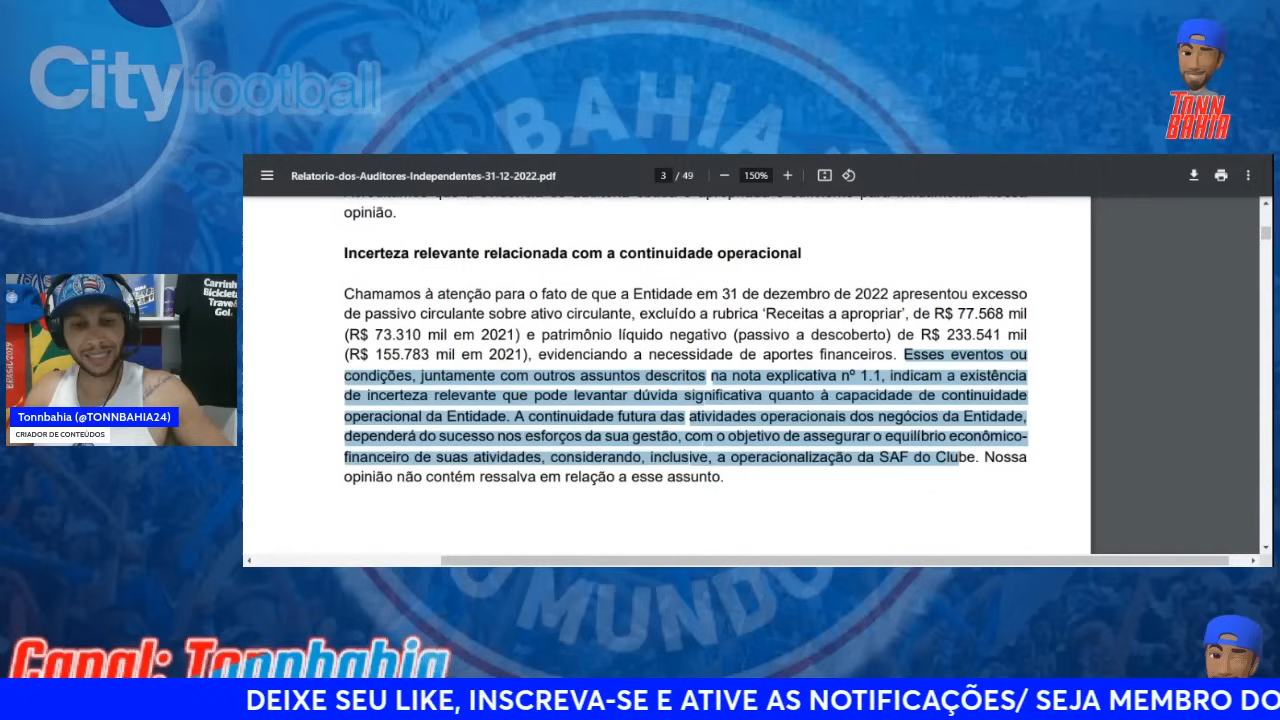 City football
TONN
BAHIA
BAHIA
O MUNDO
Relatorio-dos-Auditores-Independentes-31-12-2022.pdf
3 / 49
150%
opinião.
Incerteza relevante relacionada com a continuidade operacional
Chamamos à atenção para o fato de que a Entidade em 31 de dezembro de 2022 apresentou excesso
de passivo circulante sobre ativo circulante, excluído a rubrica ‘Receitas a apropriar’, de R$ 77.568 mil
(R$ 73.310 mil em 2021) e patrimônio líquido negativo (passivo a descoberto) de R$ 233.541 mil
(R$ 155.783 mil em 2021), evidenciando a necessidade de aportes financeiros. Esses eventos ou
condições, juntamente com outros assuntos descritos na nota explicativa nº 1.1, indicam a existência
de incerteza relevante que pode levantar dúvida significativa quanto à capacidade de continuidade
operacional da Entidade. A continuidade futura das atividades operacionais dos negócios da Entidade,
dependerá do sucesso nos esforços da sua gestão, com o objetivo de assegurar o equilíbrio econômico-
financeiro de suas atividades, considerando, inclusive, a operacionalização da SAF do Clube. Nossa
opinião não contém ressalva em relação a esse assunto.
Carrinh
Biciclet
Trave
Gol.
BRASIL/2019
Tonnbahia (@TONNBAHIA24)
CRIADOR DE CONTEÚDOS
Canal: Tonnbahia
DEIXE SEU LIKE, INSCREVA-SE E ATIVE AS NOTIFICAÇÕES/ SEJA MEMBRO DO